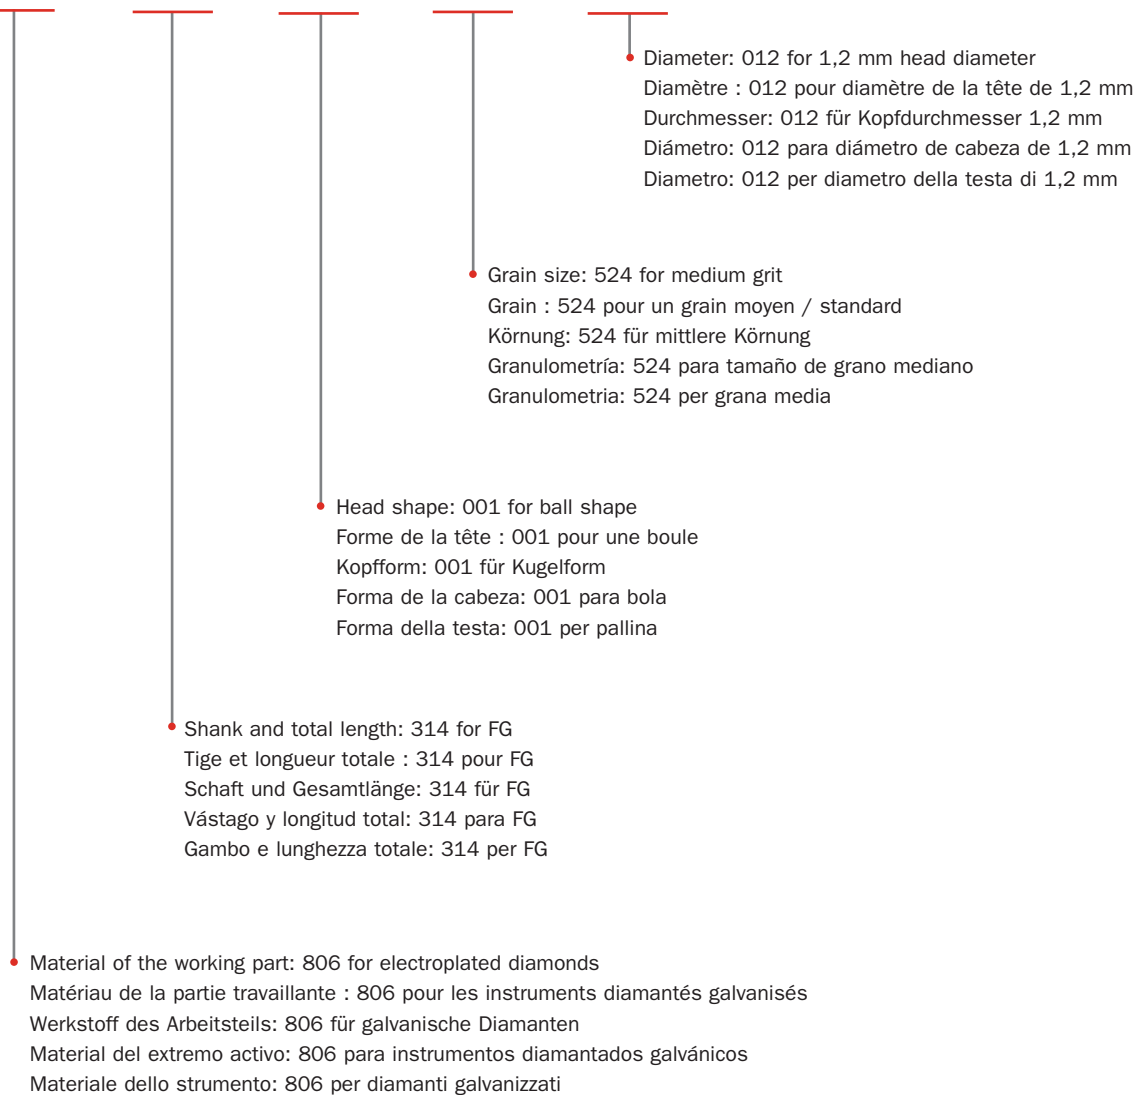 Diameter: 012 for 1,2 mm head diameter
Diamètre : 012 pour diamètre de la tête de 1,2 mm
Durchmesser: 012 für Kopfdurchmesser 1,2 mm
Diámetro: 012 para diámetro de cabeza de 1,2 mm
Diametro: 012 per diametro della testa di 1,2 mm
Grain size: 524 for medium grit
Grain : 524 pour un grain moyen / standard
Körnung: 524 für mittlere Körnung
Granulometría: 524 para tamaño de grano mediano
Granulometria: 524 per grana media
Head shape: 001 for ball shape
Forme de la tête : 001 pour une boule
Kopfform: 001 für Kugelform
Forma de la cabeza: 001 para bola
Forma della testa: 001 per pallina
Shank and total length: 314 for FG
Tige et longueur totale : 314 pour FG
Schaft und Gesamtlänge: 314 für FG
Vástago y longitud total: 314 para FG
Gambo e lunghezza totale: 314 per FG
Material of the working part: 806 for electroplated diamonds
Matériau de la partie travaillante : 806 pour les instruments diamantés galvanisés
Werkstoff des Arbeitsteils: 806 für galvanische Diamanten
Material del extremo activo: 806 para instrumentos diamantados galvánicos
Materiale dello strumento: 806 per diamanti galvanizzati